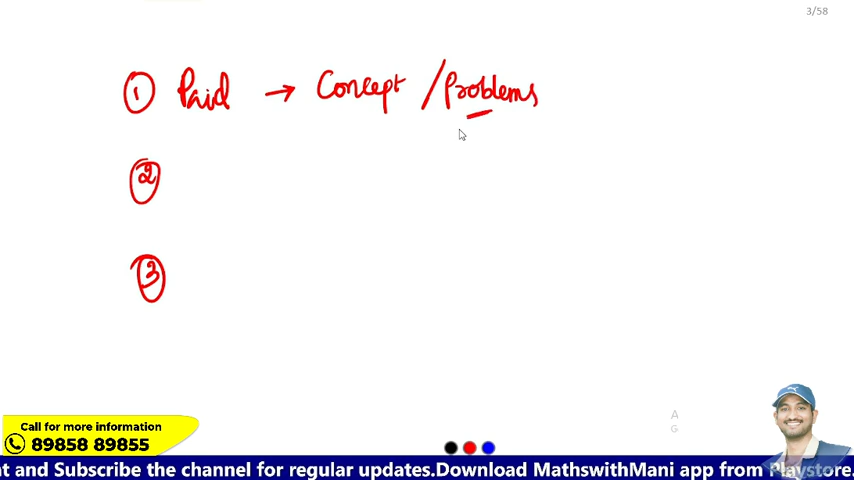 3/58
① Paid → Concept / Problems
②
③
A
G
Call for more information
89858 89855
nt and Subscribe the channel for regular updates.Download MathswithMani app from Playstore.